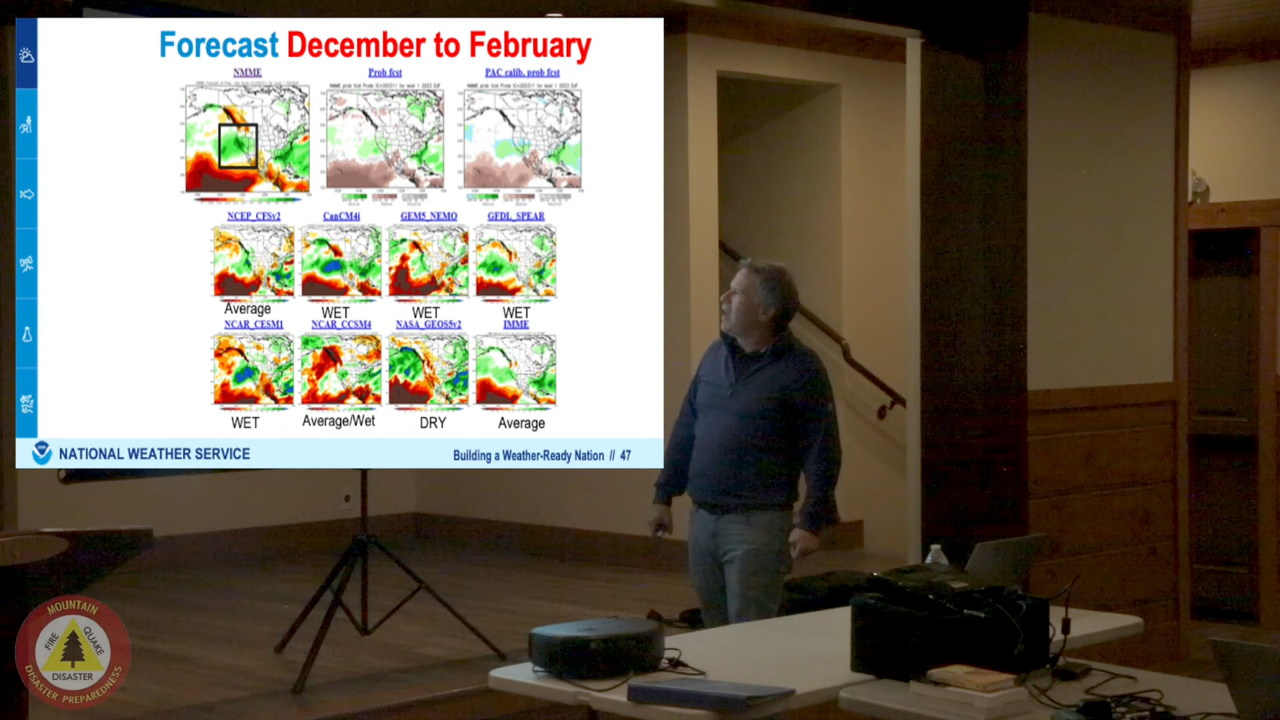 Forecast December to February
NMME Prob fcst PAC calib. prob fcst
NCEP_CFSv2 CanCM4i GEM5_NEMO GFDL_SPEAR
Average WET WET WET
NCAR_CESM1 NCAR_CCSM4 NASA_GEOS5v2 IMME
WET Average/Wet DRY Average
NATIONAL WEATHER SERVICE Building a Weather-Ready Nation // 47
MOUNTAIN
FIRE QUAKE
DISASTER
DISASTER PREPAREDNESS